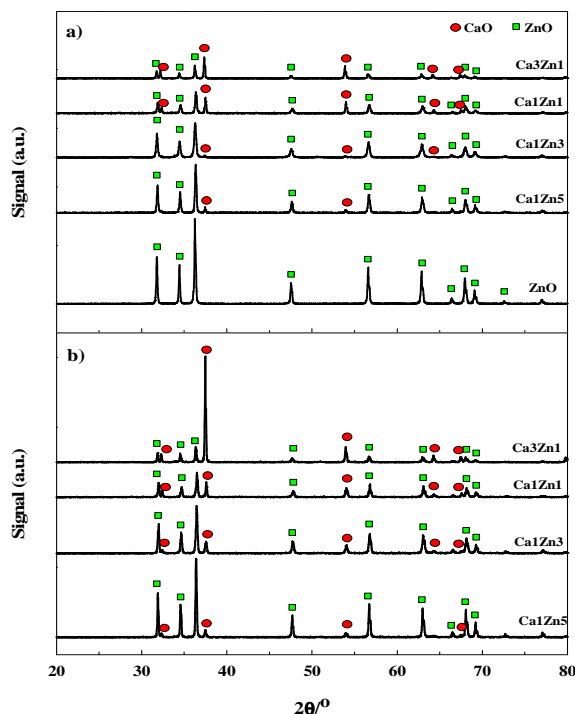 a)
CaO
ZnO
Ca3Zn1
Ca1Zn1
Ca1Zn3
Ca1Zn5
ZnO
Signal (a.u.)
b)
Ca3Zn1
Ca1Zn1
Ca1Zn3
Ca1Zn5
Signal (a.u.)
20 30 40 50 60 70 80
2θ/º